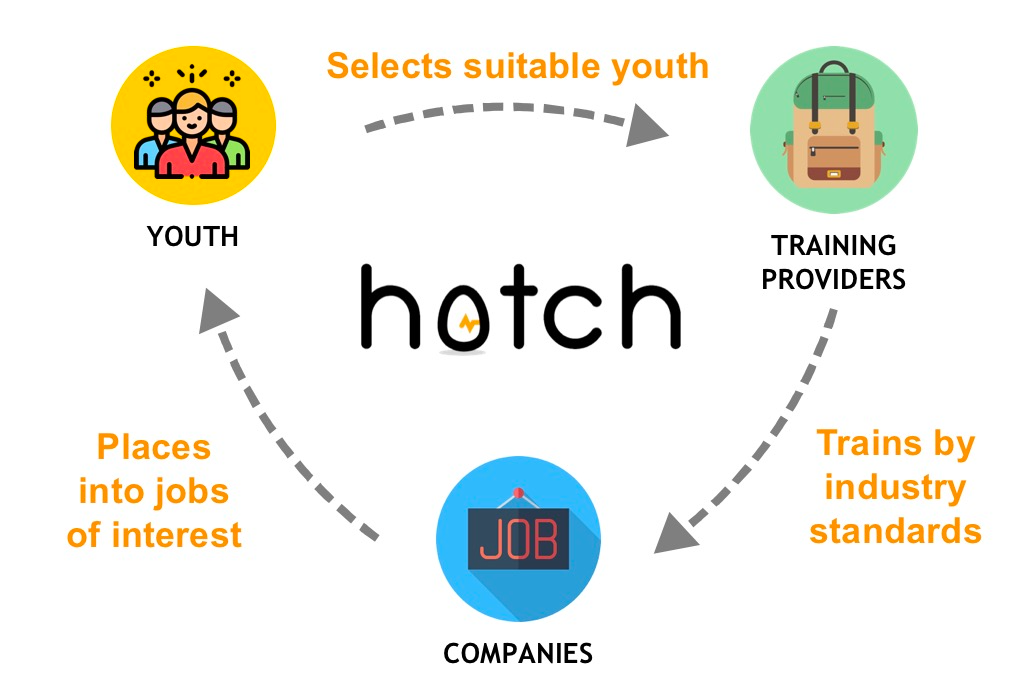 Selects suitable youth
YOUTH
TRAINING
PROVIDERS
hatch
Places
into jobs
of interest
Trains by
industry
standards
JOB
COMPANIES